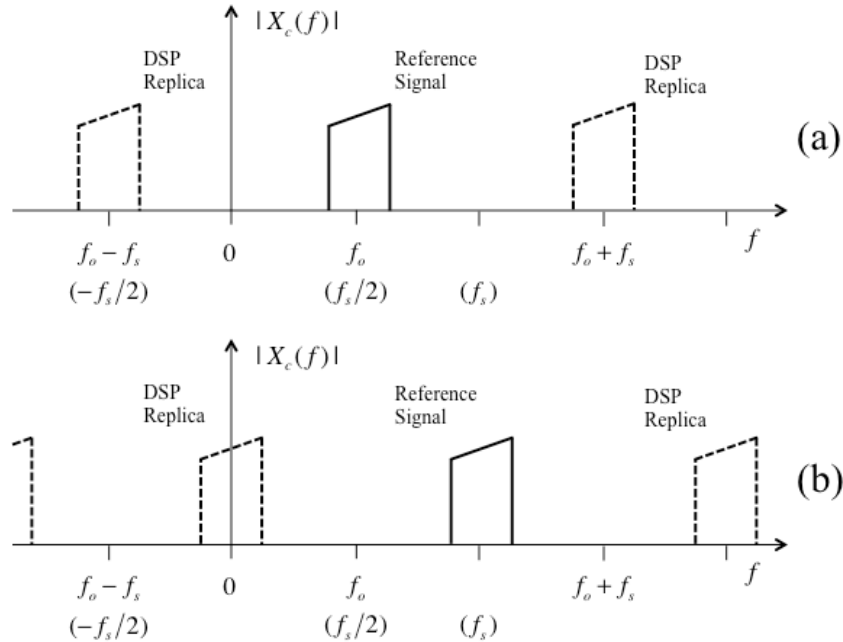 |X_c(f)|
DSP
Replica
Reference
Signal
DSP
Replica
(a)
f_o − f_s
0
f_o
f_o + f_s
f
(−f_s/2)
(f_s/2)
(f_s)
|X_c(f)|
DSP
Replica
Reference
Signal
DSP
Replica
(b)
f_o − f_s
0
f_o
f_o + f_s
f
(−f_s/2)
(f_s/2)
(f_s)